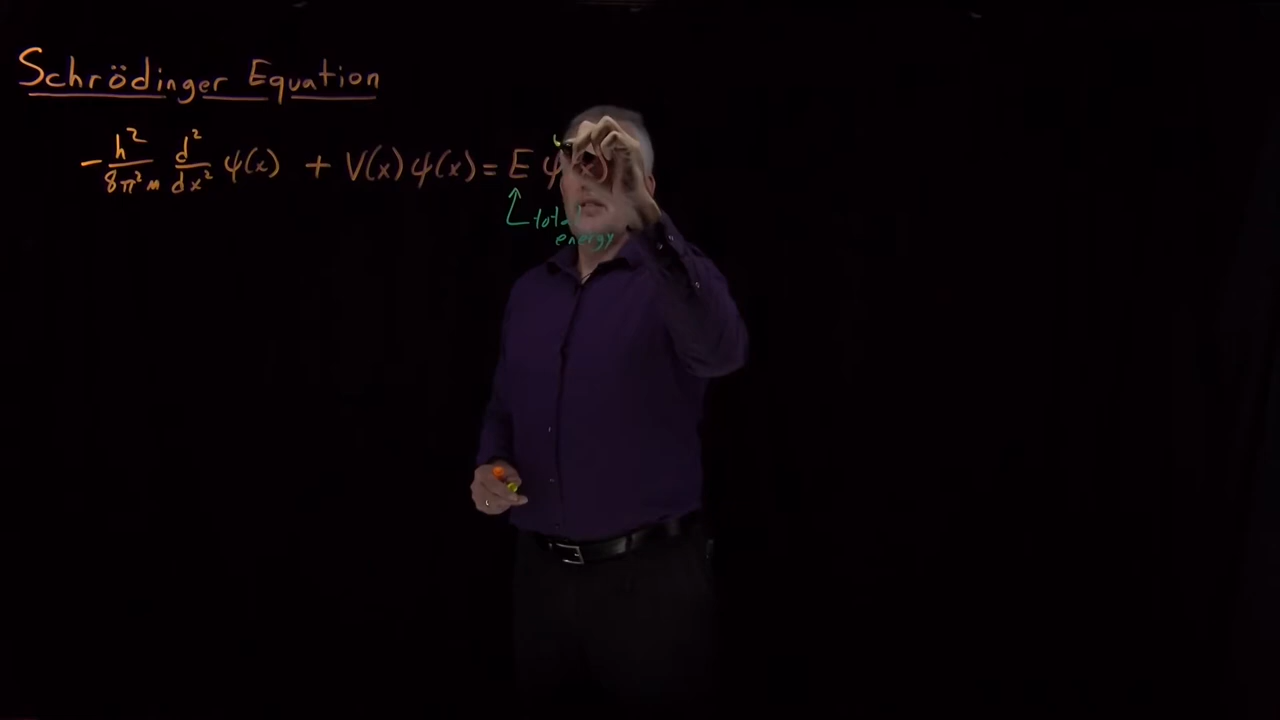 Schrödinger Equation
- h²/8π²m d²/dx² ψ(x) + V(x) ψ(x) = E ψ(x)
total
energy